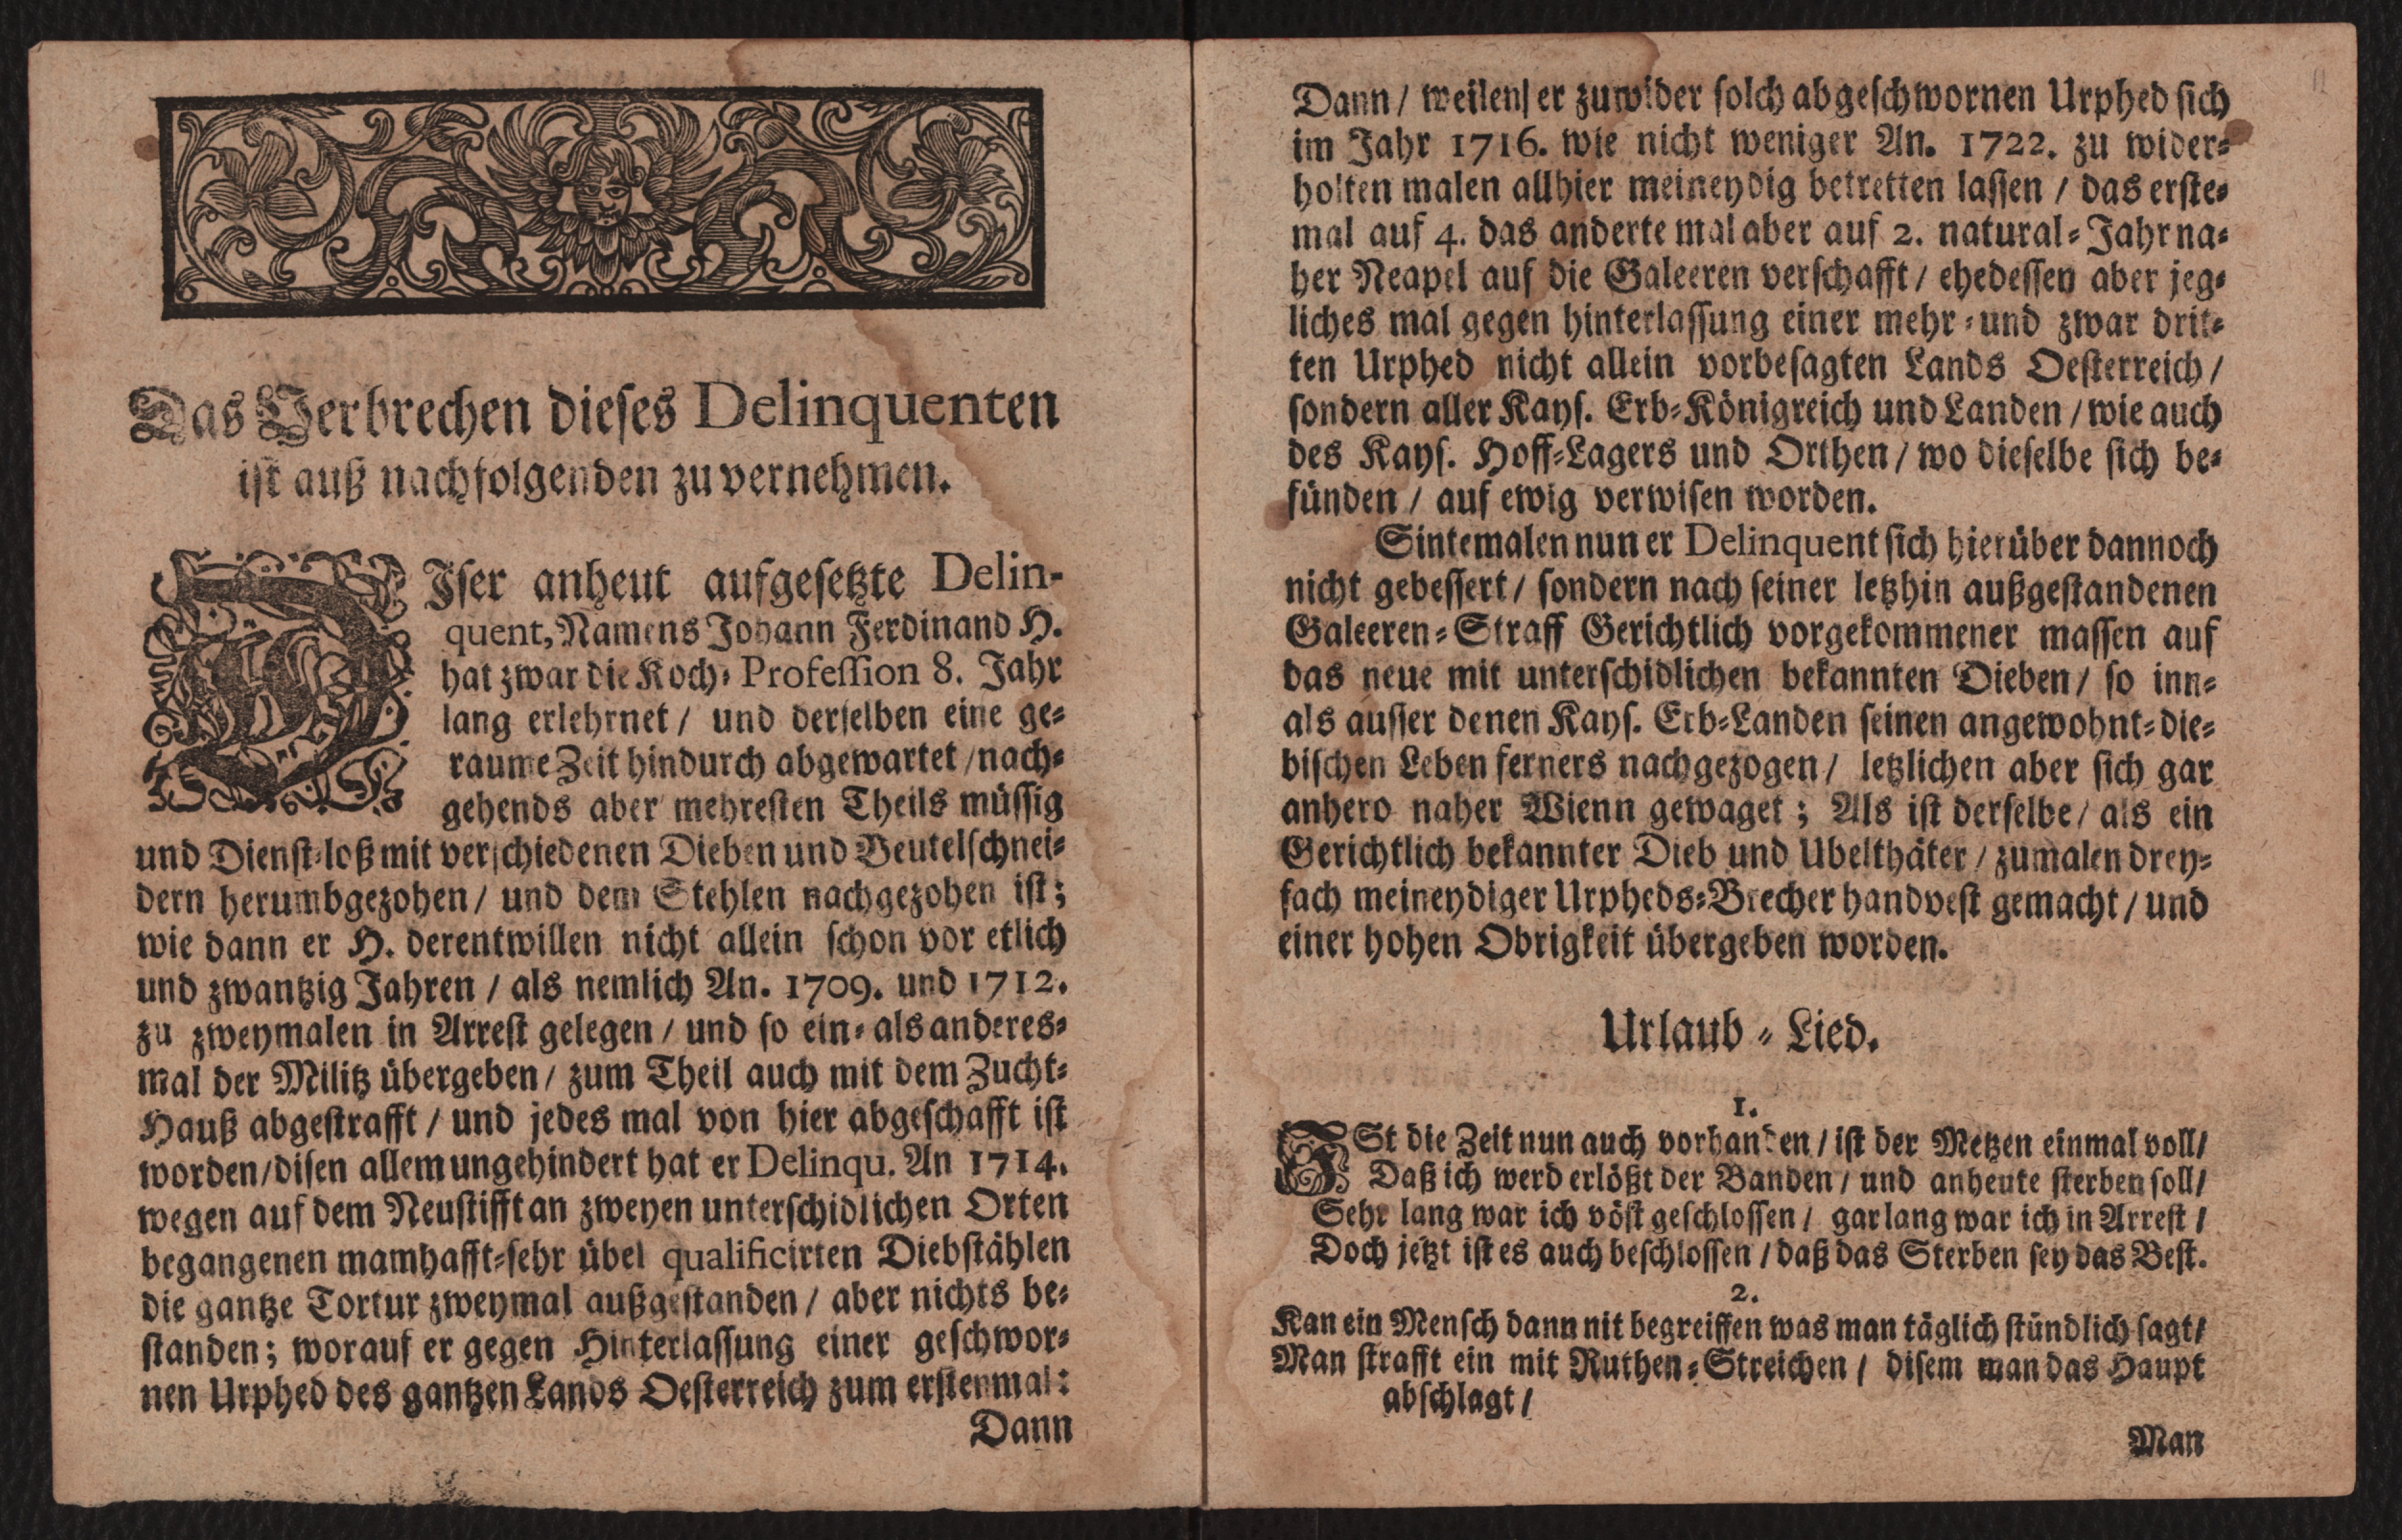 Das Verbrechen dieses Delinquenten
ist auß nachfolgenden zu vernehmen.
DIser anheut aufgesetzte Delin-
quent, Namens Johann Ferdinand H.
hat zwar die Koch-Profession 8. Jahr
lang erlehrnet / und derselben eine ge-
raume Zeit hindurch abgewartet / nach-
gehends aber mehresten Theils müssig
und Dienst-loß mit verschiedenen Dieben und Beutelschnei-
dern herumbgezohen / und dem Stehlen nachgezohen ist;
wie dann er H. derentwillen nicht allein schon vor etlich
und zwantzig Jahren / als nemlich An. 1709. und 1712.
zu zweymalen in Arrest gelegen / und so ein- als anderes-
mal der Militz übergeben / zum Theil auch mit dem Zucht-
Hauß abgestrafft / und jedes mal von hier abgeschafft ist
worden / disen allem ungehindert hat er Delinqu. An 1714.
wegen auf dem Neustifft an zweyen unterschidlichen Orten
begangenen mamhafft-sehr übel qualificirten Diebstählen
die gantze Tortur zweymal außgestanden / aber nichts be-
standen; worauf er gegen Hinterlassung einer geschwor-
nen Urphed des gantzen Lands Oesterreich zum erstenmal:
Dann
Dann / weilen er zuwider solch abgeschwornen Urphed sich
im Jahr 1716. wie nicht weniger An. 1722. zu wider-
holten malen allhier meineydig betretten lassen / das erste-
mal auf 4. das anderte mal aber auf 2. natural-Jahr na-
her Neapel auf die Galeeren verschafft / ehedessen aber jeg-
liches mal gegen hinterlassung einer mehr- und zwar drit-
ten Urphed nicht allein vorbesagten Lands Oesterreich /
sondern aller Kays. Erb-Königreich und Landen / wie auch
des Kays. Hoff-Lagers und Orthen / wo dieselbe sich be-
fünden / auf ewig verwisen worden.
Sintemalen nun er Delinquent sich hierüber dannoch
nicht gebessert / sondern nach seiner letzhin außgestandenen
Galeeren-Straff Gerichtlich vorgekommener massen auf
das neue mit unterschidlichen bekannten Dieben / so inn-
als ausser denen Kays. Erb-Landen seinen angewohnt-die-
bischen Leben ferners nachgezogen / letzlichen aber sich gar
anhero naher Wienn gewaget; Als ist derselbe / als ein
Gerichtlich bekannter Dieb und Ubelthäter / zumalen drey-
fach meineydiger Urpheds-Brecher handvest gemacht / und
einer hohen Obrigkeit übergeben worden.
Urlaub-Lied.
1.
ISt die Zeit nun auch vorhanden / ist der Metzen einmal voll /
Daß ich werd erlößt der Banden / und anheute sterben soll /
Sehr lang war ich vöst geschlossen / gar lang war ich in Arrest /
Doch jetzt ist es auch beschlossen / daß das Sterben sey das Best.
2.
Kan ein Mensch dann nit begreiffen was man täglich stündlich sagt /
Man strafft ein mit Ruthen-Streichen / disem man das Haupt
abschlagt /
Man